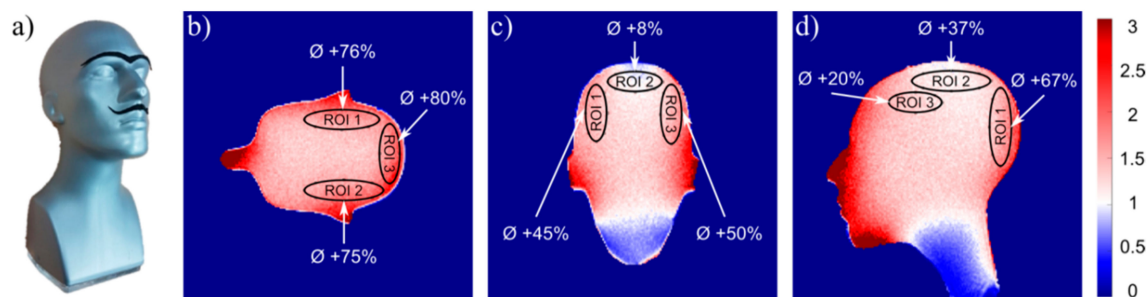 a)
b)
Ø +76%
Ø +80%
ROI 1
ROI 3
ROI 2
Ø +75%
c)
Ø +8%
ROI 2
ROI 1
ROI 3
Ø +45%
Ø +50%
d)
Ø +37%
Ø +20%
ROI 2
Ø +67%
ROI 3
ROI 1
3
2.5
2
1.5
1
0.5
0